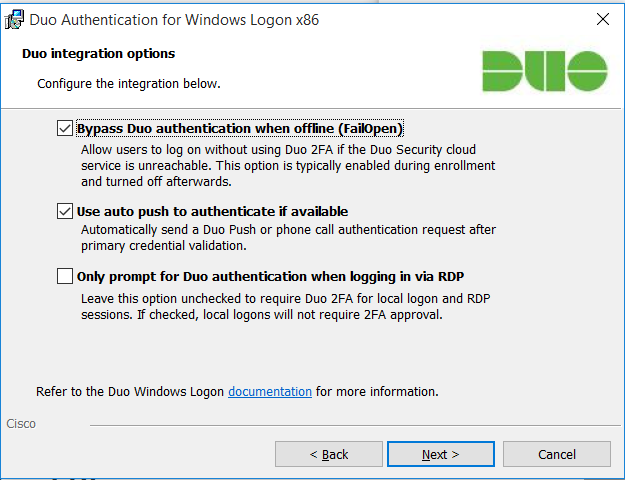 Duo Authentication for Windows Logon x86
Duo integration options
Configure the integration below.
DUO
Bypass Duo authentication when offline (FailOpen)
Allow users to log on without using Duo 2FA if the Duo Security cloud
service is unreachable. This option is typically enabled during enrollment
and turned off afterwards.
Use auto push to authenticate if available
Automatically send a Duo Push or phone call authentication request after
primary credential validation.
Only prompt for Duo authentication when logging in via RDP
Leave this option unchecked to require Duo 2FA for local logon and RDP
sessions. If checked, local logons will not require 2FA approval.
Refer to the Duo Windows Logon documentation for more information.
Cisco
< Back
Next >
Cancel